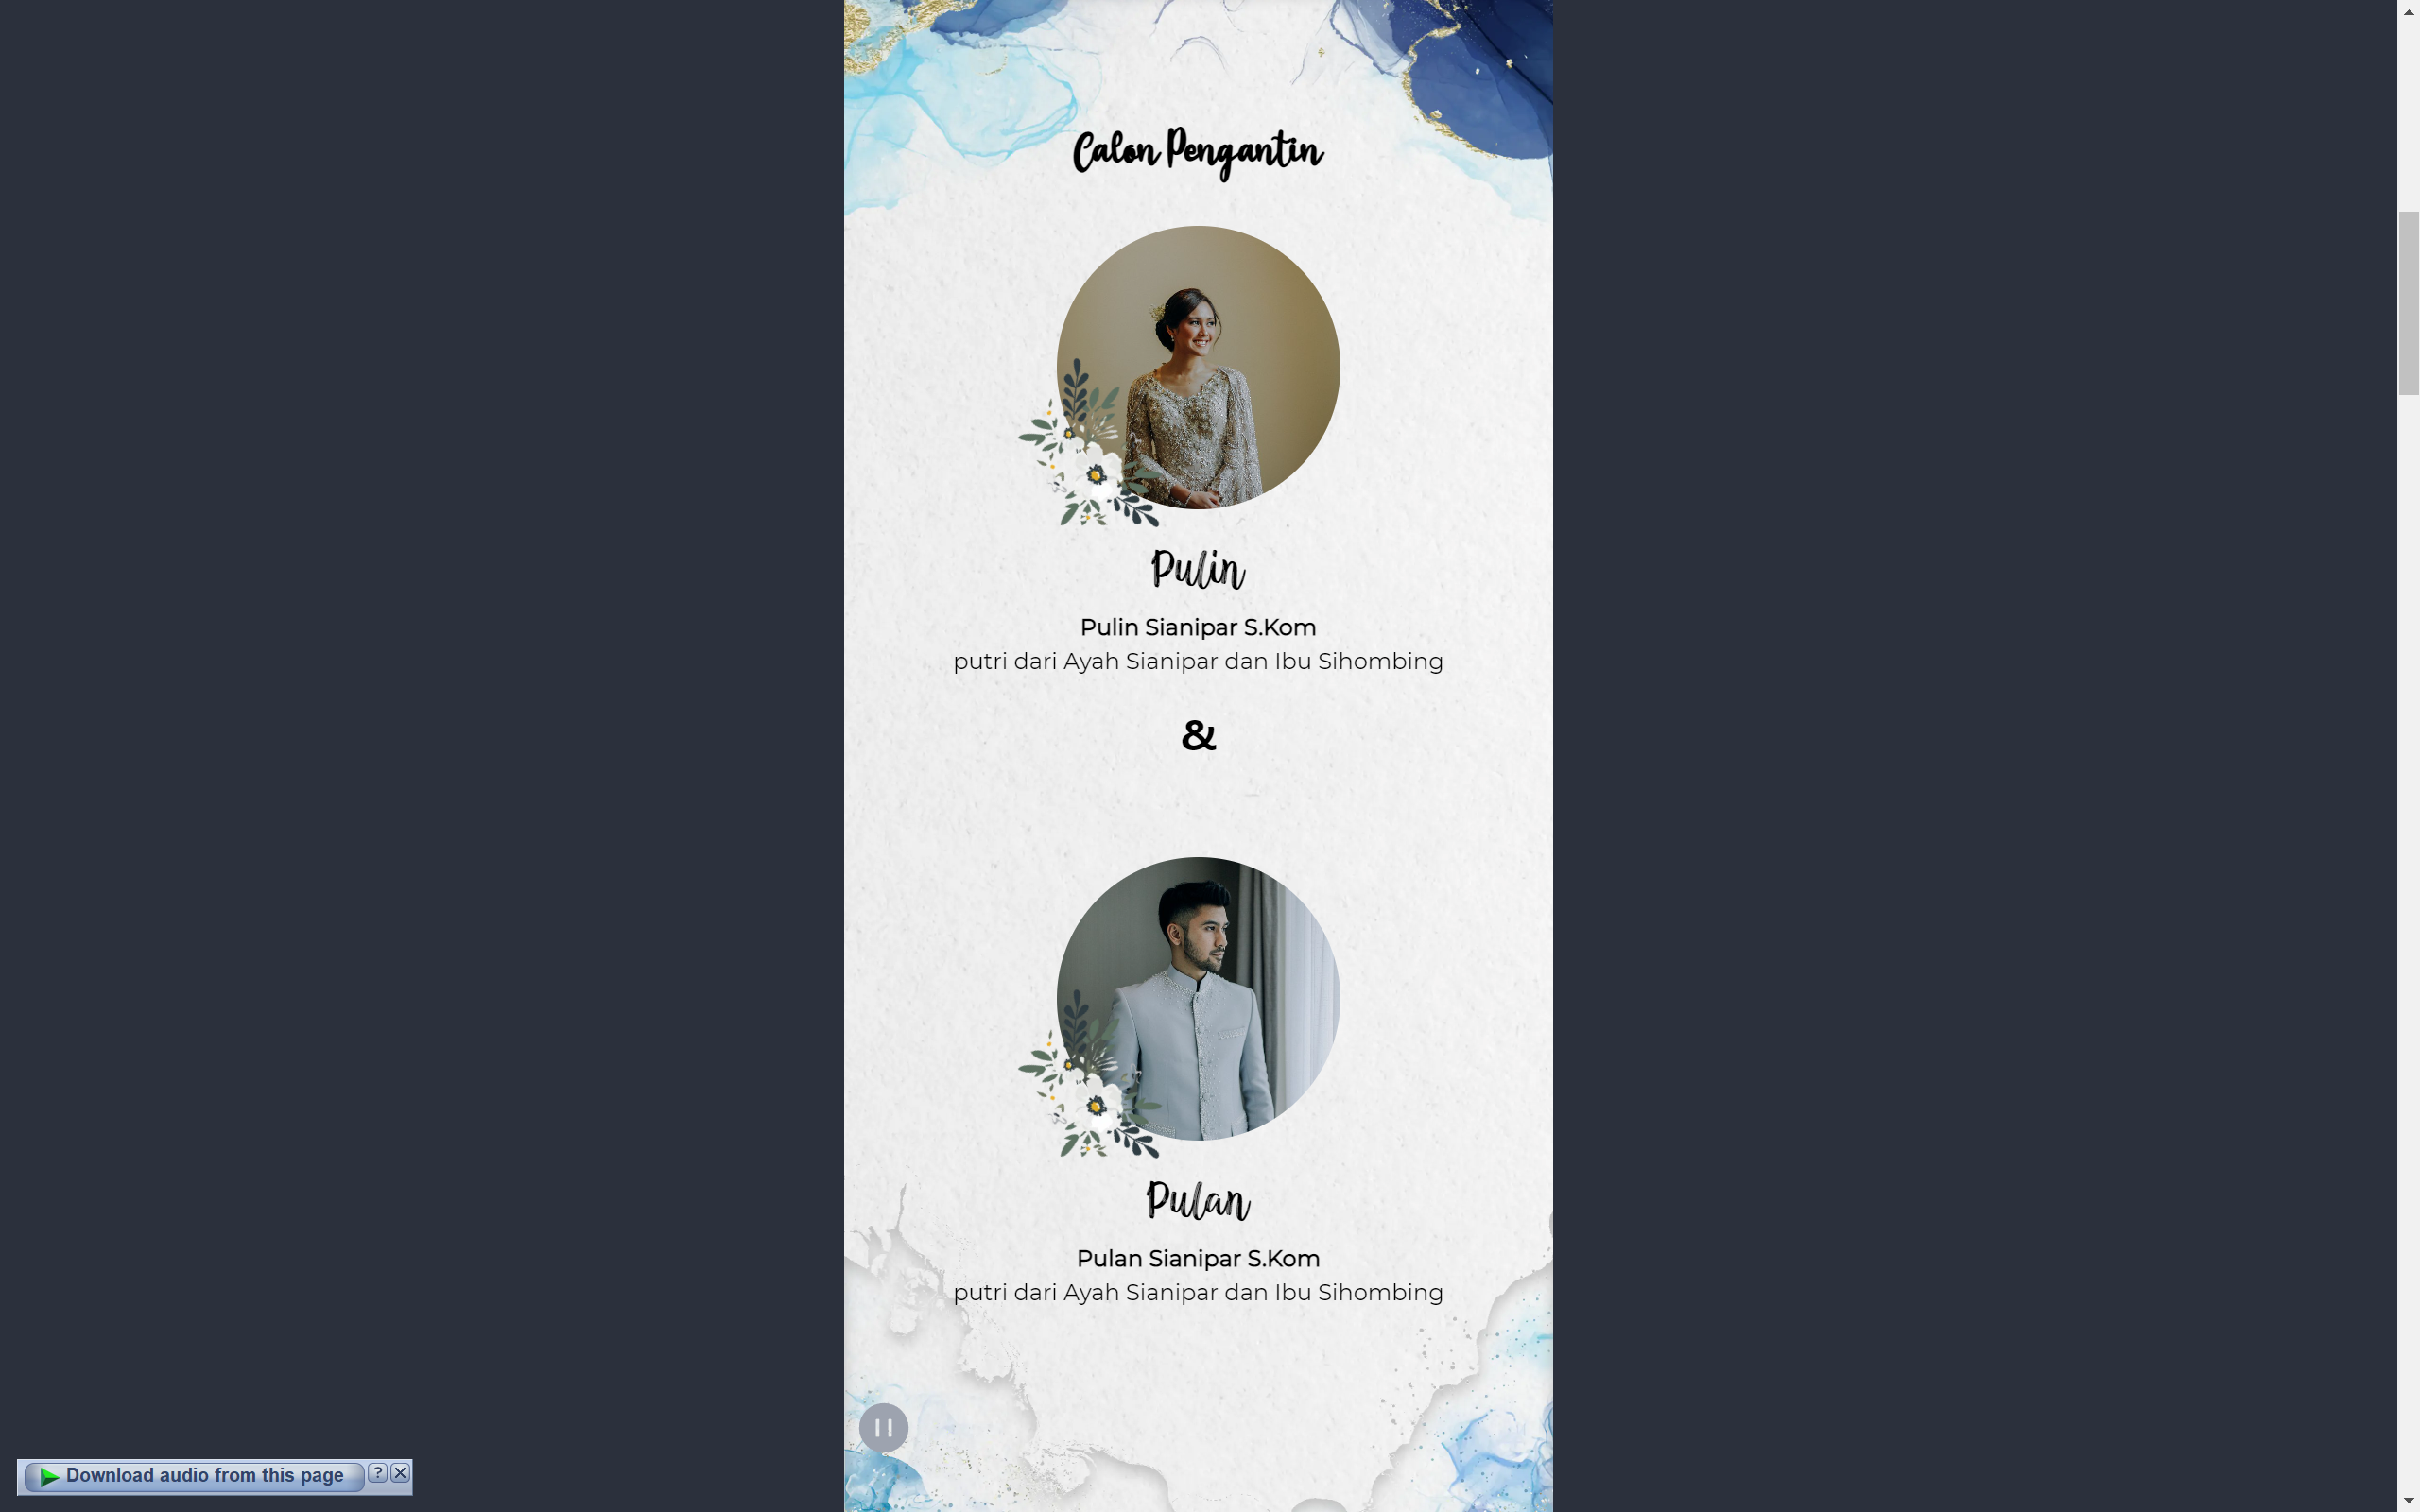 Calon Pengantin
Pulin
Pulin Sianipar S.Kom
putri dari Ayah Sianipar dan Ibu Sihombing
&
Pulan
Pulan Sianipar S.Kom
putri dari Ayah Sianipar dan Ibu Sihombing
Download audio from this page ?